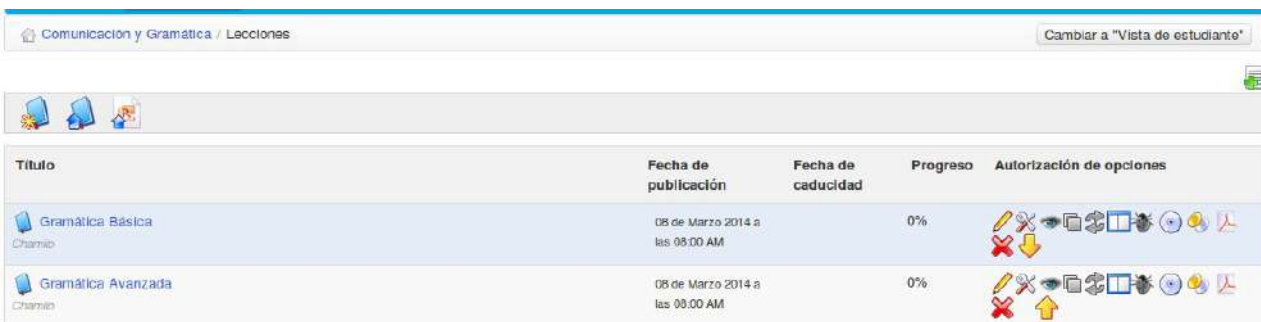 Comunicación y Gramática / Lecciones
Cambiar a "Vista de estudiante"
Título Fecha de publicación Fecha de caducidad Progreso Autorización de opciones
Gramática Básica 08 de Marzo 2014 a 0%
Chamilo las 08:00 AM
Gramática Avanzada 08 de Marzo 2014 a 0%
Chamilo las 08:00 AM